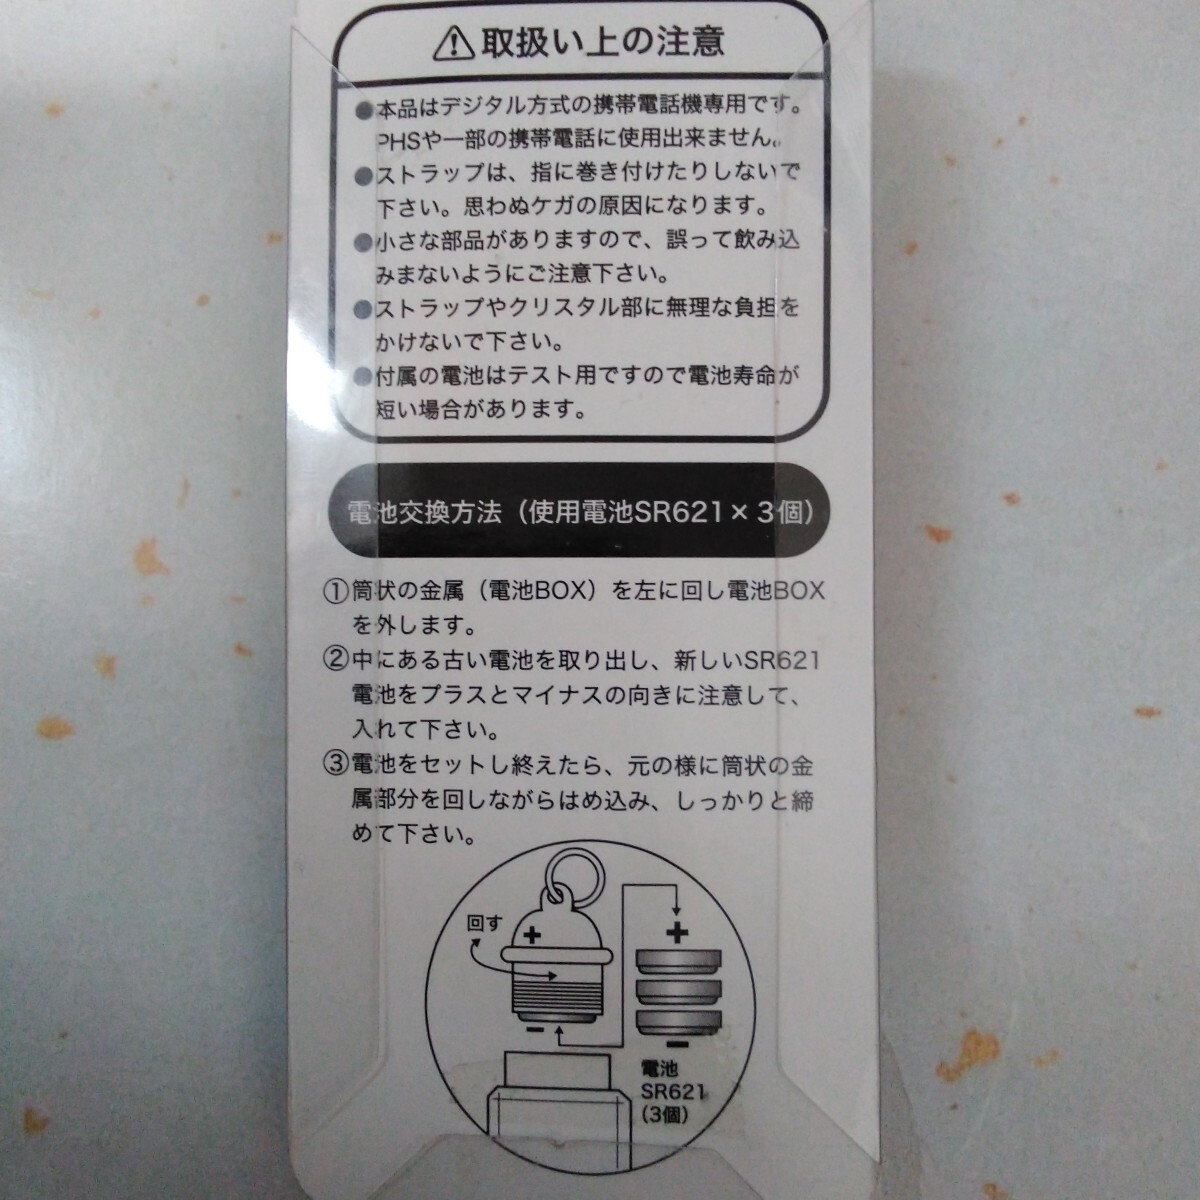 ⚠取扱い上の注意
●本品はデジタル方式の携帯電話機専用です。
PHSや一部の携帯電話に使用出来ません。
●ストラップは、指に巻き付けたりしないで
下さい。思わぬケガの原因になります。
●小さな部品がありますので、誤って飲み込
みまないようにご注意下さい。
●ストラップやクリスタル部に無理な負担を
かけないで下さい。
●付属の電池はテスト用ですので電池寿命が
短い場合があります。
電池交換方法（使用電池SR621×3個）
①筒状の金属（電池BOX）を左に回し電池BOX
を外します。
②中にある古い電池を取り出し、新しいSR621
電池をプラスとマイナスの向きに注意して、
入れて下さい。
③電池をセットし終えたら、元の様に筒状の金
属部分を回しながらはめ込み、しっかりと締
めて下さい。
回す
+
−
+
−
電池
SR621
（3個）